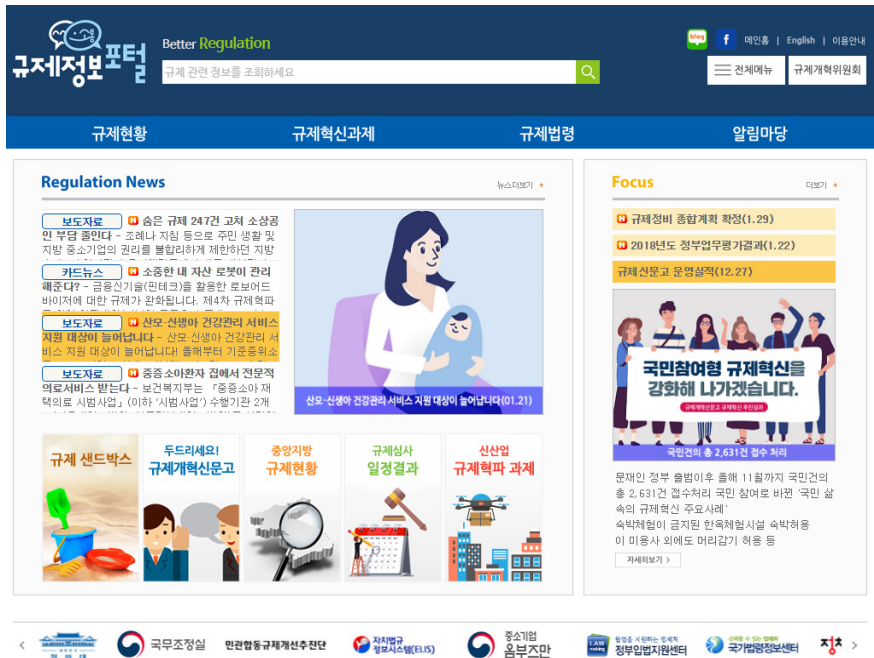 규제정보포털
Better Regulation
규제 관련 정보를 조회하세요
blog
f
메인홈 | English | 이용안내
전체메뉴
규제개혁위원회
규제현황
규제혁신과제
규제법령
알림마당
Regulation News
뉴스더보기
보도자료 N 숨은 규제 247건 고쳐 소상공
인 부담 줄인다 - 조례나 지침 등으로 주민 생활 및
지방 중소기업의 권리를 불합리하게 제한하던 지방
카드뉴스 N 소중한 내 자산 로봇이 관리
해준다? - 금융신기술(핀테크)를 활용한 로보어드
바이저에 대한 규제가 완화됩니다. 제4차 규제혁파
보도자료 N 산모·신생아 건강관리 서비스
지원 대상이 늘어납니다 - 산모·신생아 건강관리 서
비스 지원 대상이 늘어납니다! 올해부터 기준중위소
보도자료 N 중증소아환자 집에서 전문적
의료서비스 받는다 - 보건복지부는 「중증소아 재
택의료 시범사업」(이하 '시범사업') 수행기관 2개
산모·신생아 건강관리 서비스 지원 대상이 늘어납니다(01.21)
Focus
더보기
N 규제정비 종합계획 확정(1.29)
N 2018년도 정부업무평가결과(1.22)
규제신문고 운영실적(12.27)
국민참여형 규제혁신을
강화해 나가겠습니다.
규제개혁신문고 규제혁신 추진성과
국민건의 총 2,631건 접수 처리
문재인 정부 출범이후 올해 11월까지 국민건의
총 2,631건 접수처리 국민 참여로 바뀐 '국민 삶
속의 규제혁신 주요사례'
숙박체험이 금지된 한옥체험시설 숙박허용
이 미용사 외에도 머리감기 허용 등
자세히보기 >
규제 샌드박스
두드리세요!
규제개혁신문고
중앙지방
규제현황
규제심사
일정결과
신산업
규제혁파 과제
국무조정실
민관합동규제개선추진단
자치법규
정보시스템(ELIS)
중소기업
옴부즈만
LAW making
정부입법지원센터
국가법령정보센터